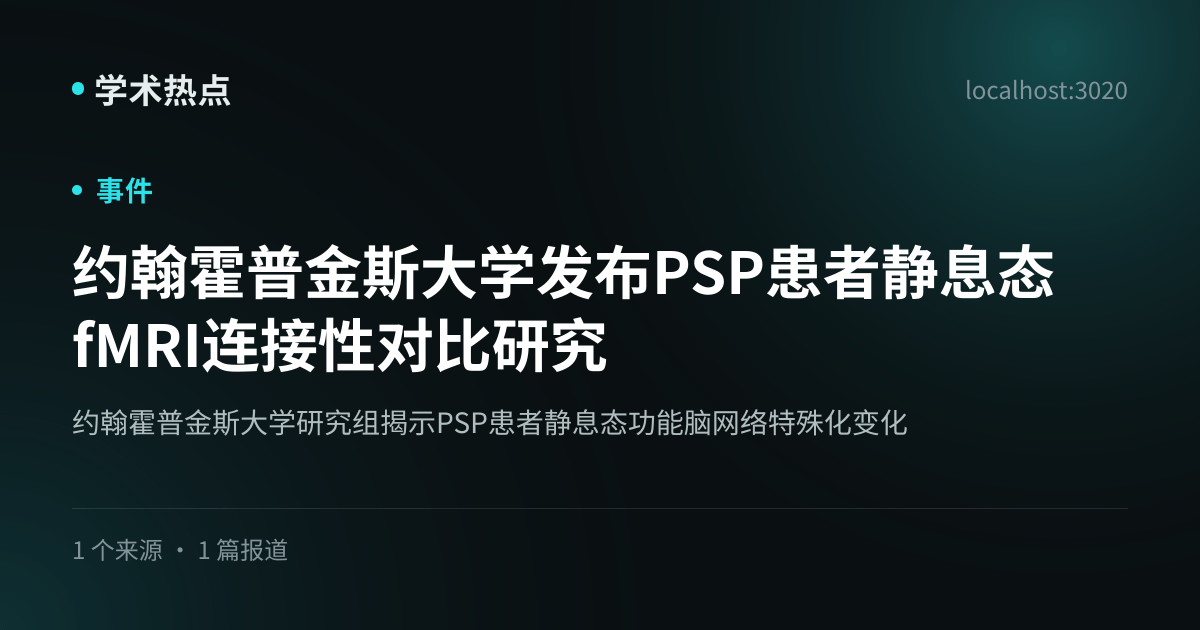 学术热点
localhost:3020
事件
约翰霍普金斯大学发布PSP患者静息态
fMRI连接性对比研究
约翰霍普金斯大学研究组揭示PSP患者静息态功能脑网络特殊化变化
1 个来源 · 1 篇报道